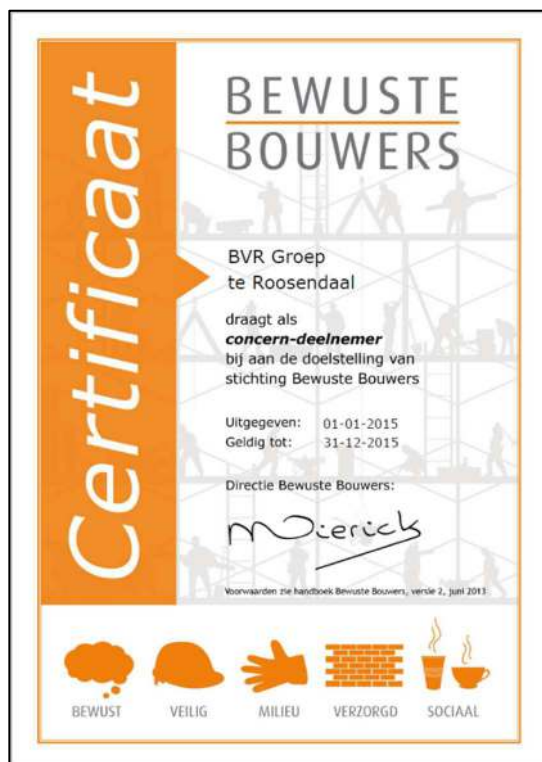 Certificaat
BEWUSTE
BOUWERS
BVR Groep
te Roosendaal
draagt als
concern-deelnemer
bij aan de doelstelling van
stichting Bewuste Bouwers
Uitgegeven: 01-01-2015
Geldig tot: 31-12-2015
Directie Bewuste Bouwers:
Voorwaarden zie handboek Bewuste Bouwers, versie 2, juni 2013
BEWUST VEILIG MILIEU VERZORGD SOCIAAL